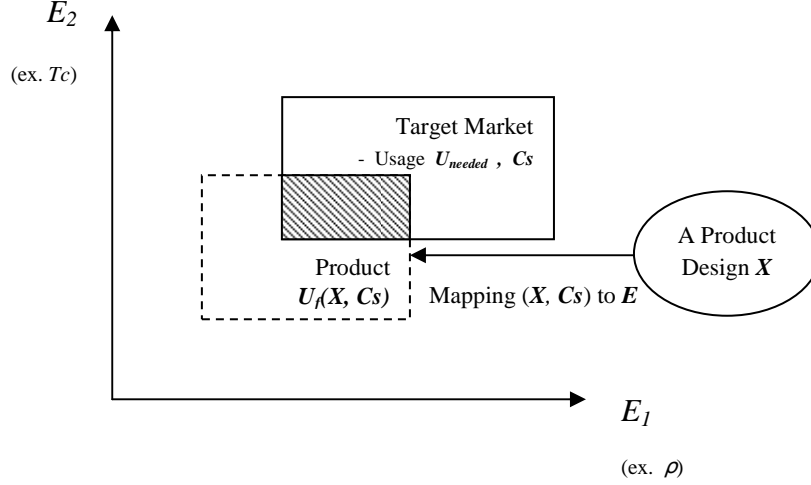 E2
(ex. Tc)
Target Market
- Usage Uneeded , Cs
Product
Uf(X, Cs)
A Product
Design X
Mapping (X, Cs) to E
E1
(ex. ρ)